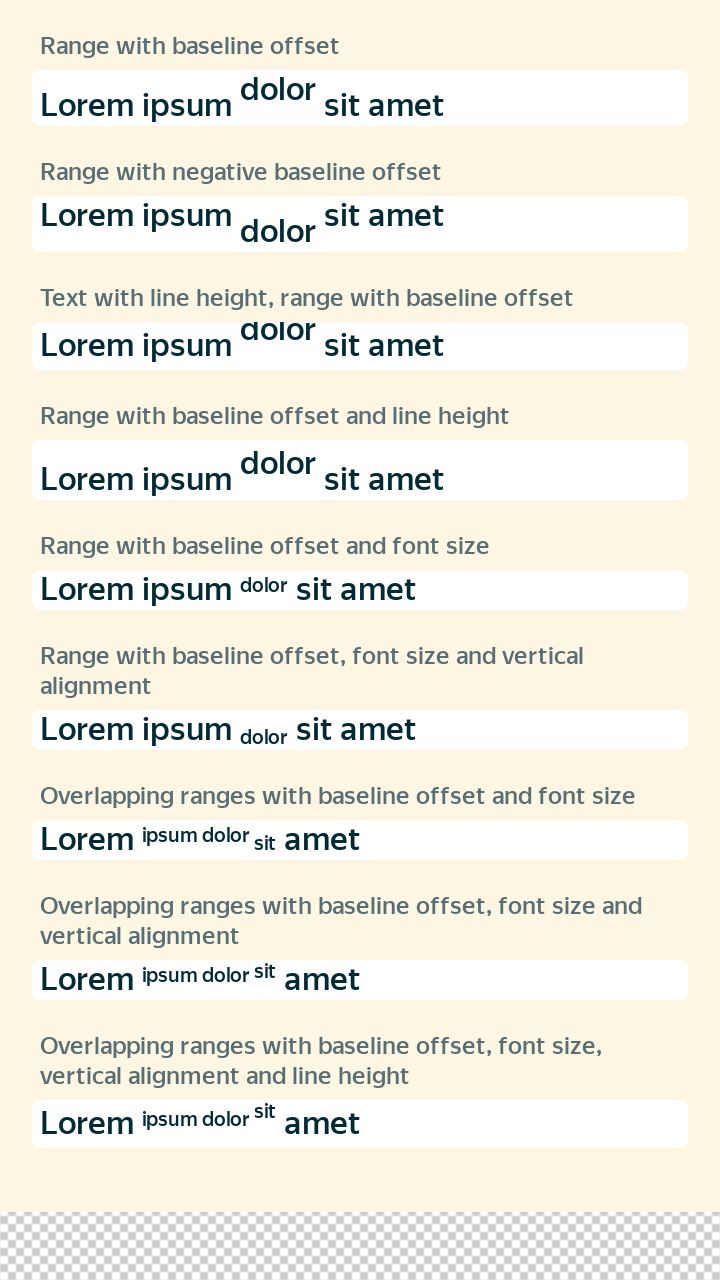 Range with baseline offset
Lorem ipsum dolor sit amet
Range with negative baseline offset
Lorem ipsum dolor sit amet
Text with line height, range with baseline offset
Lorem ipsum dolor sit amet
Range with baseline offset and line height
Lorem ipsum dolor sit amet
Range with baseline offset and font size
Lorem ipsum dolor sit amet
Range with baseline offset, font size and vertical
alignment
Lorem ipsum dolor sit amet
Overlapping ranges with baseline offset and font size
Lorem ipsum dolor sit amet
Overlapping ranges with baseline offset, font size and
vertical alignment
Lorem ipsum dolor sit amet
Overlapping ranges with baseline offset, font size,
vertical alignment and line height
Lorem ipsum dolor sit amet